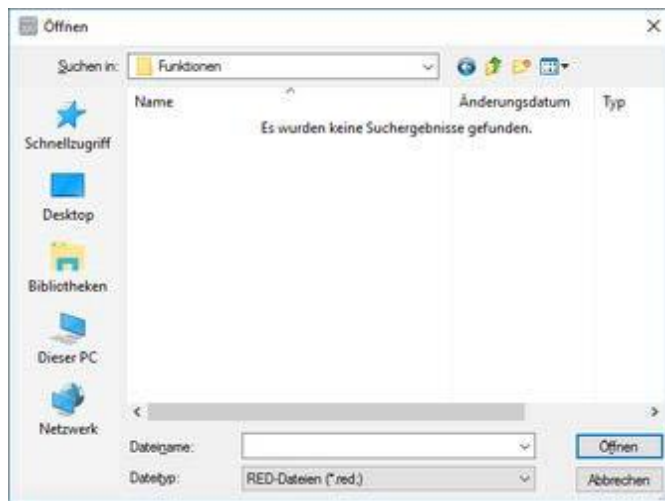 Öffnen
Suchen in: Funktionen
Name Änderungsdatum Typ
Es wurden keine Suchergebnisse gefunden.
Schnellzugriff
Desktop
Bibliotheken
Dieser PC
Netzwerk
Dateiname: Öffnen
Dateityp: RED-Dateien (*.red;) Abbrechen